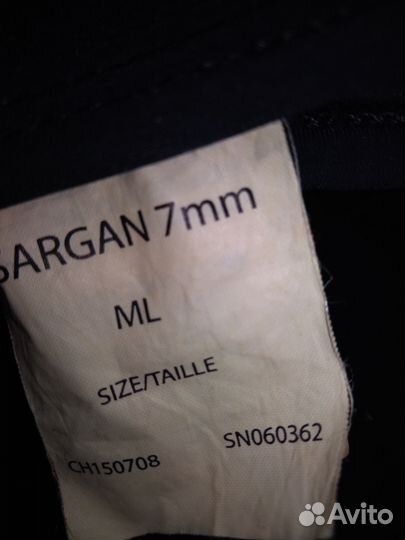 SARGAN 7mm
ML
SIZE/TAILLE
CH150708 SN060362
Avito